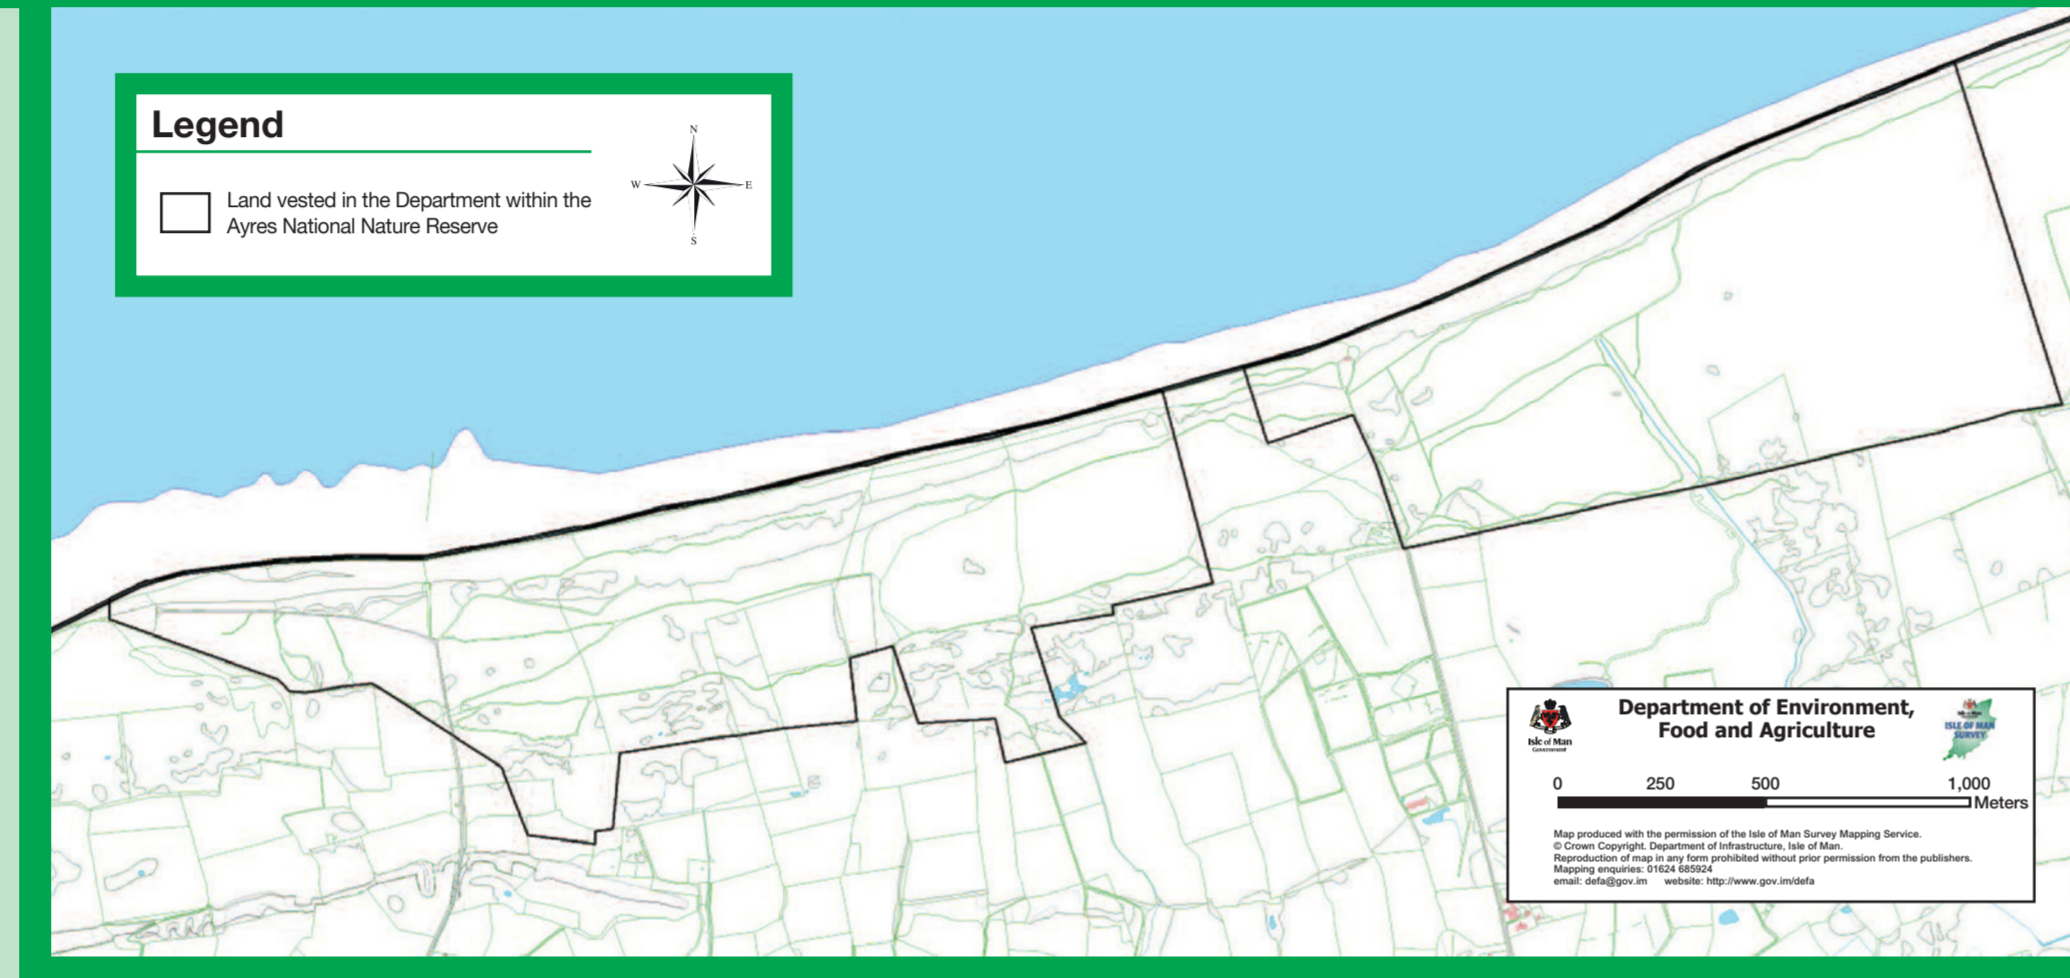 Legend
Land vested in the Department within the
Ayres National Nature Reserve
N
W
E
S
Isle of Man
Government
Department of Environment,
Food and Agriculture
Isle of Man
ISLE OF MAN
SURVEY
0 250 500 1,000
Meters
Map produced with the permission of the Isle of Man Survey Mapping Service.
© Crown Copyright. Department of Infrastructure, Isle of Man.
Reproduction of map in any form prohibited without prior permission from the publishers.
Mapping enquiries: 01624 685924
email: defa@gov.im website: http://www.gov.im/defa